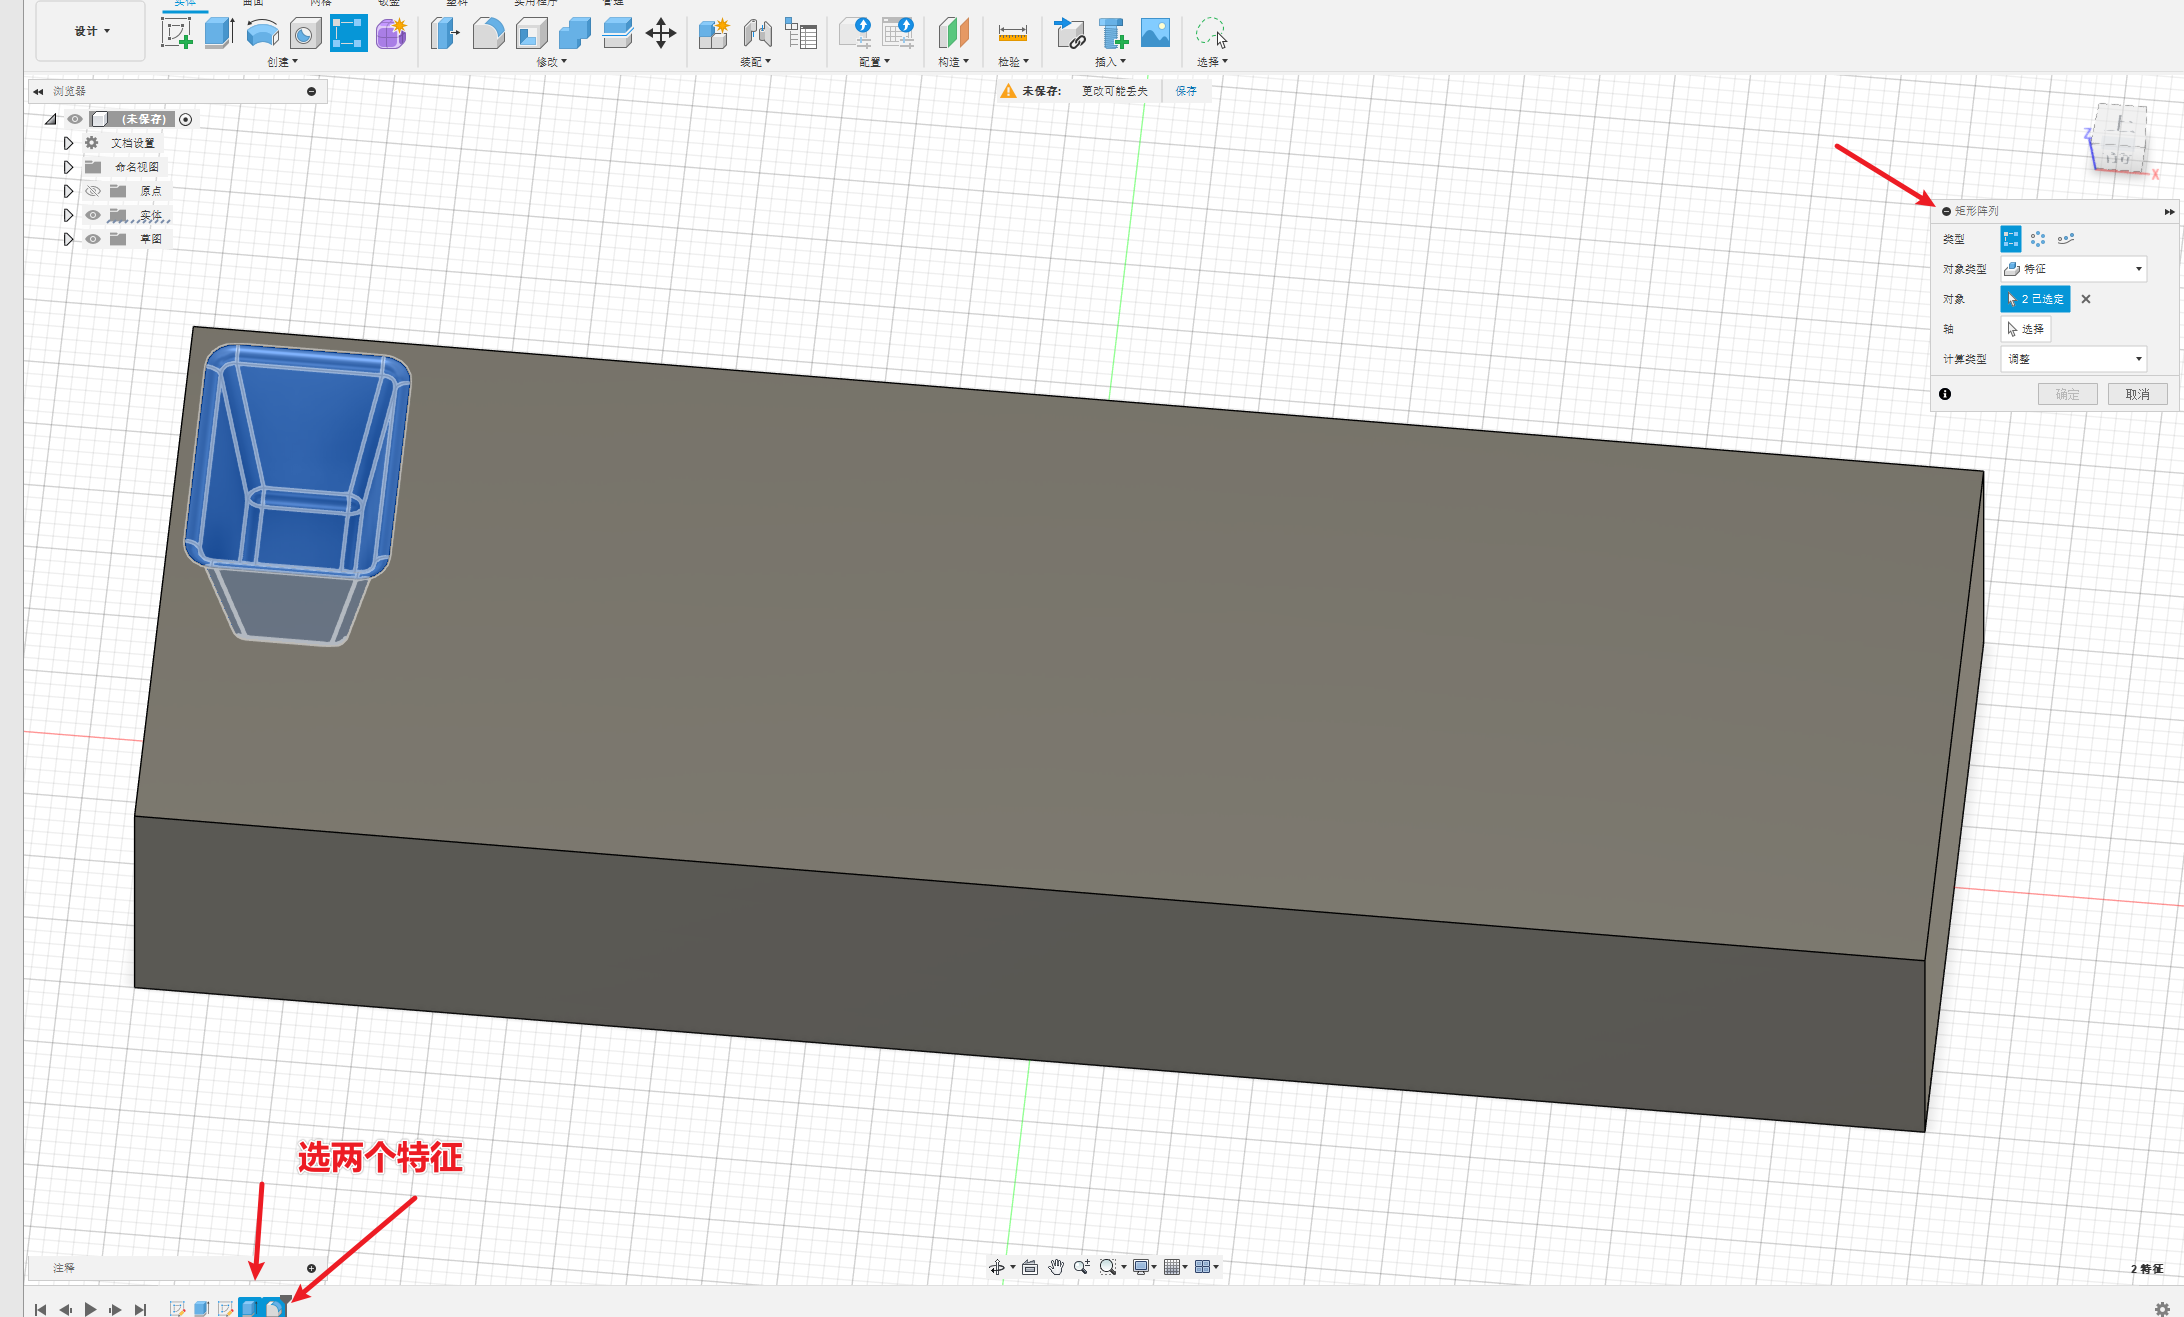 实体 曲面 网格 钣金 塑料 实用程序 管理
设计
创建 修改 装配 配置 构造 检验 插入 选择
浏览器
未保存: 更改可能丢失 保存
(未保存)
文档设置
命名视图
原点
实体
草图
上
前
Z
X
矩形阵列
类型
对象类型 特征
对象 2 已选定
轴 选择
计算类型 调整
确定 取消
选两个特征
注释
2 特征